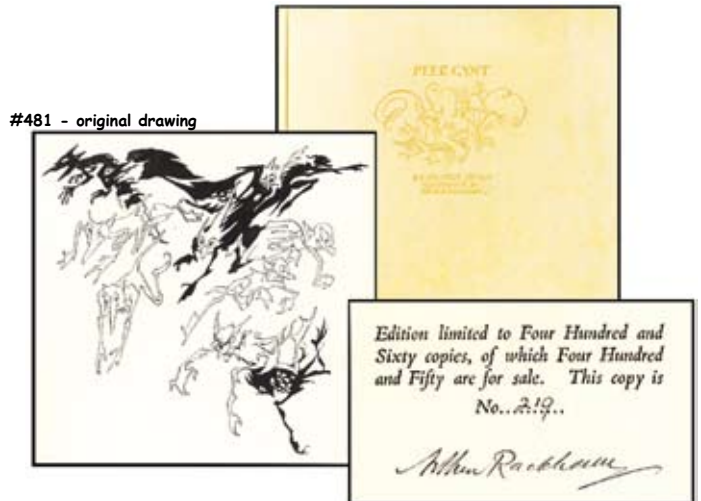 PEER GYNT
#481 - original drawing
Edition limited to Four Hundred and
Sixty copies, of which Four Hundred
and Fifty are for sale. This copy is
No...219..
Arthur Rackham